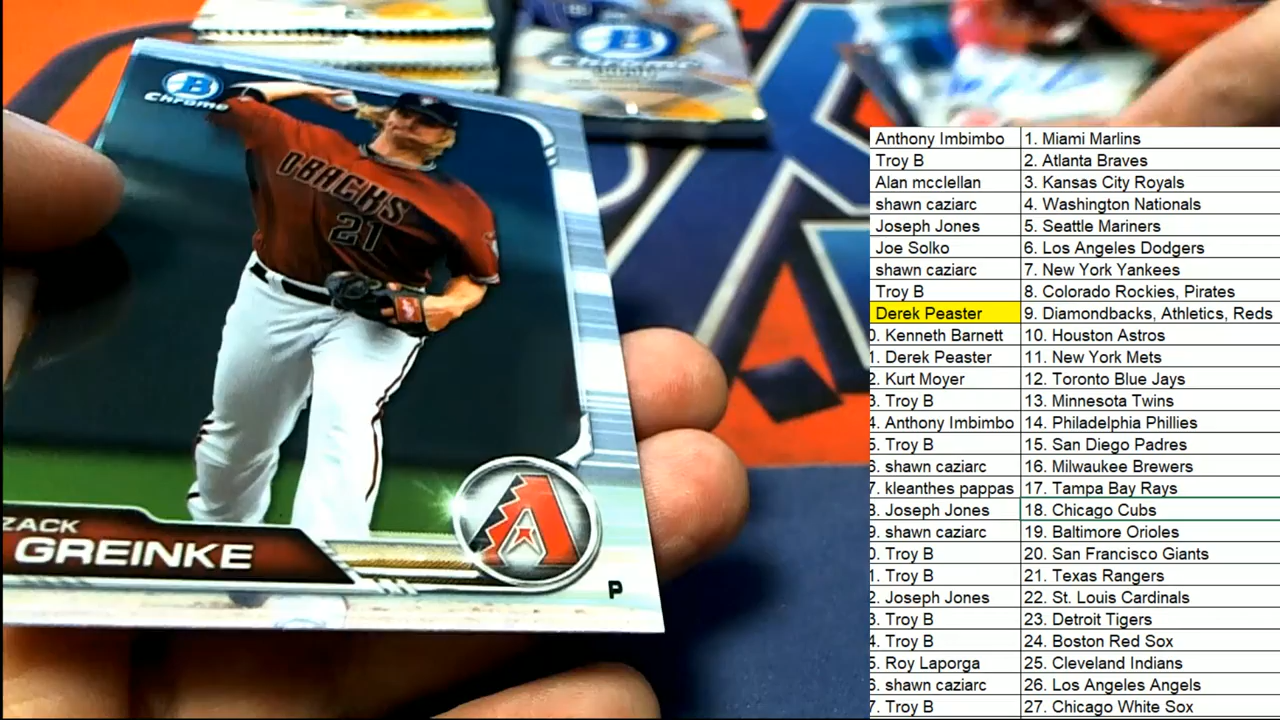 B
Chrome
B
Chrome
DBACKS
21
ZACK
GREINKE
P
Anthony Imbimbo 1. Miami Marlins
Troy B 2. Atlanta Braves
Alan mcclellan 3. Kansas City Royals
shawn caziarc 4. Washington Nationals
Joseph Jones 5. Seattle Mariners
Joe Solko 6. Los Angeles Dodgers
shawn caziarc 7. New York Yankees
Troy B 8. Colorado Rockies, Pirates
Derek Peaster 9. Diamondbacks, Athletics, Reds
0. Kenneth Barnett 10. Houston Astros
1. Derek Peaster 11. New York Mets
2. Kurt Moyer 12. Toronto Blue Jays
3. Troy B 13. Minnesota Twins
4. Anthony Imbimbo 14. Philadelphia Phillies
5. Troy B 15. San Diego Padres
6. shawn caziarc 16. Milwaukee Brewers
7. kleanthes pappas 17. Tampa Bay Rays
8. Joseph Jones 18. Chicago Cubs
9. shawn caziarc 19. Baltimore Orioles
0. Troy B 20. San Francisco Giants
1. Troy B 21. Texas Rangers
2. Joseph Jones 22. St. Louis Cardinals
3. Troy B 23. Detroit Tigers
4. Troy B 24. Boston Red Sox
5. Roy Laporga 25. Cleveland Indians
6. shawn caziarc 26. Los Angeles Angels
7. Troy B 27. Chicago White Sox